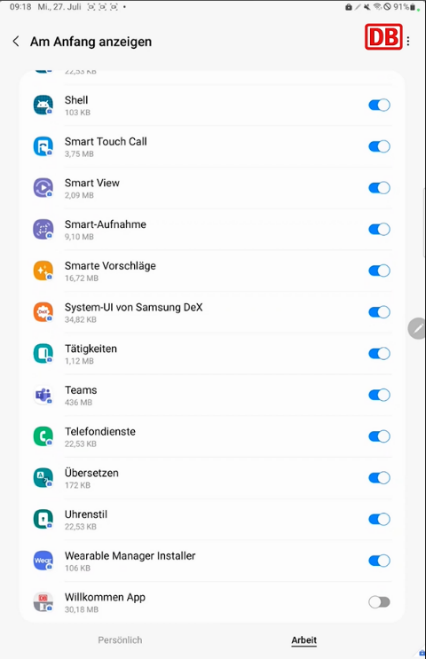 09:18 Mi., 27. Juli
91%
Am Anfang anzeigen
DB
22,53 KB
Shell
103 KB
Smart Touch Call
3,75 MB
Smart View
2,09 MB
Smart-Aufnahme
9,10 MB
Smarte Vorschläge
16,72 MB
DeX
System-UI von Samsung DeX
34,82 KB
Tätigkeiten
1,12 MB
Teams
436 MB
Telefondienste
22,53 KB
Übersetzen
172 KB
Uhrenstil
22,53 KB
Wear
Wearable Manager Installer
106 KB
DB
Willkommen App
30,18 MB
Persönlich
Arbeit